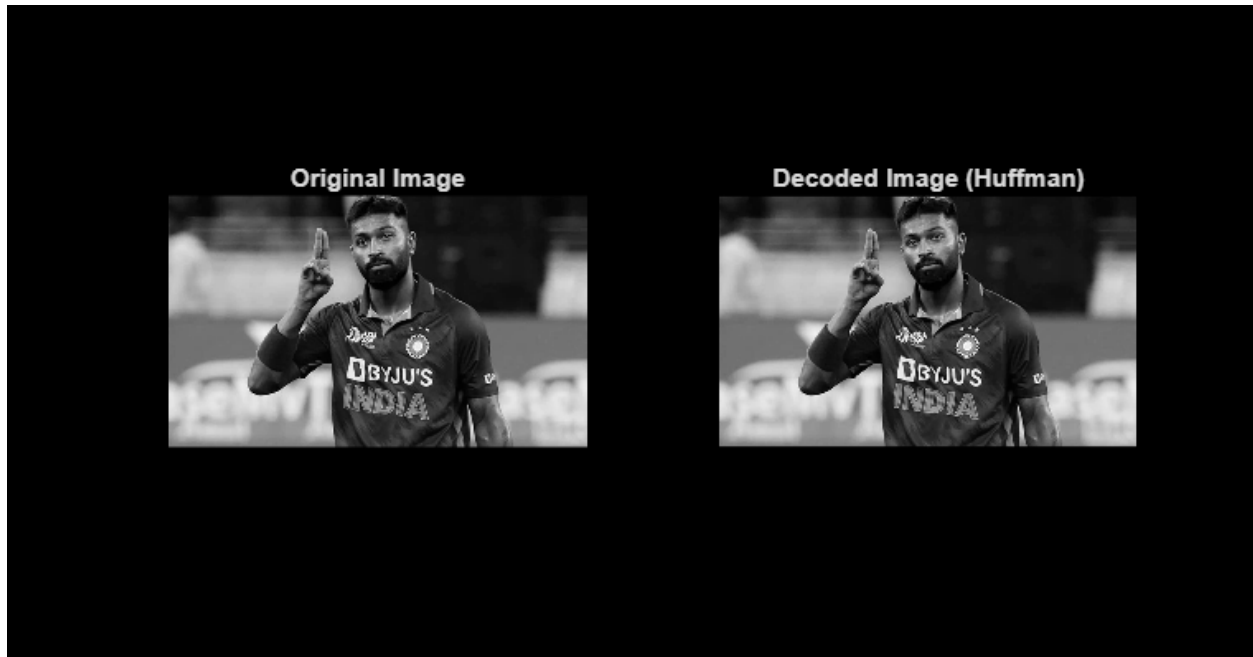 Original Image
Decoded Image (Huffman)
BYJU'S
INDIA
BYJU'S
INDIA